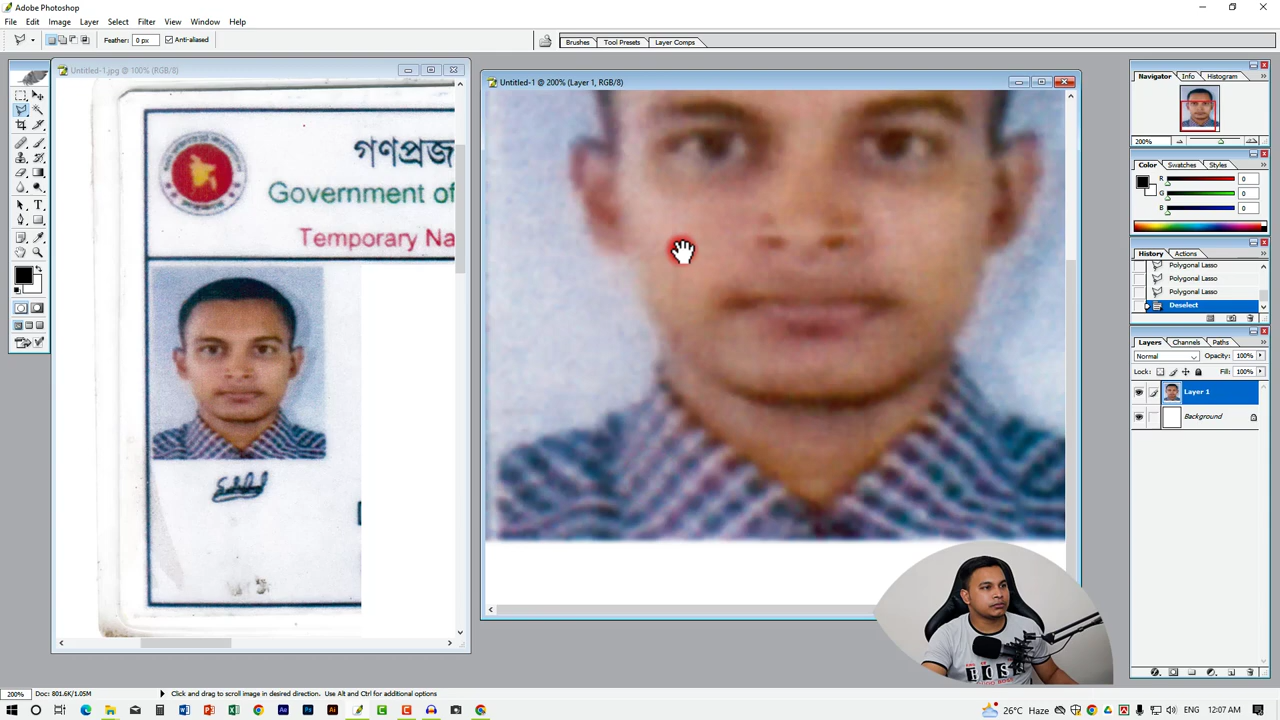 Adobe Photoshop
File Edit Image Layer Select Filter Type View Window Help
Feather: 0 px Anti-aliased
Brushes Tool Presets Layer Comps
Untitled-1.jpg @ 100% (RGB/8)
গণপ্রজ
Government of
Temporary Na
Untitled-1 @ 200% (Layer 1, RGB/8)
Navigator Info Histogram
200%
Color Swatches Styles
R 0
G 0
B 0
History Actions
Polygonal Lasso
Polygonal Lasso
Polygonal Lasso
Deselect
Layers Channels Paths
Normal Opacity: 100%
Lock: Fill: 100%
Layer 1
Background
200% Doc: 801.6K/1.05M Click and drag to scroll image in desired direction. Use Alt and Ctrl for additional options
26°C Haze ENG 12:07 AM